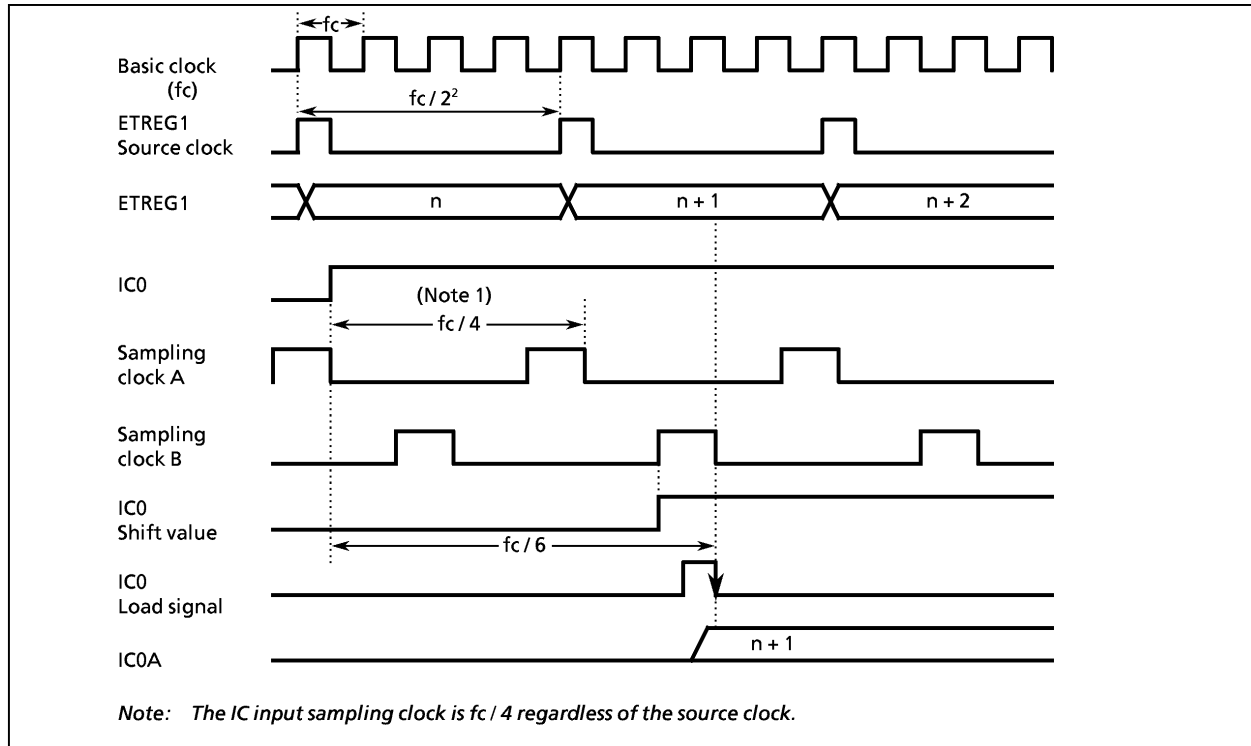 fc
Basic clock
(fc)
fc / 2²
ETREG1
Source clock
ETREG1
n
n + 1
n + 2
IC0
(Note 1)
fc / 4
Sampling
clock A
Sampling
clock B
IC0
Shift value
fc / 6
IC0
Load signal
n + 1
IC0A
Note: The IC input sampling clock is fc / 4 regardless of the source clock.